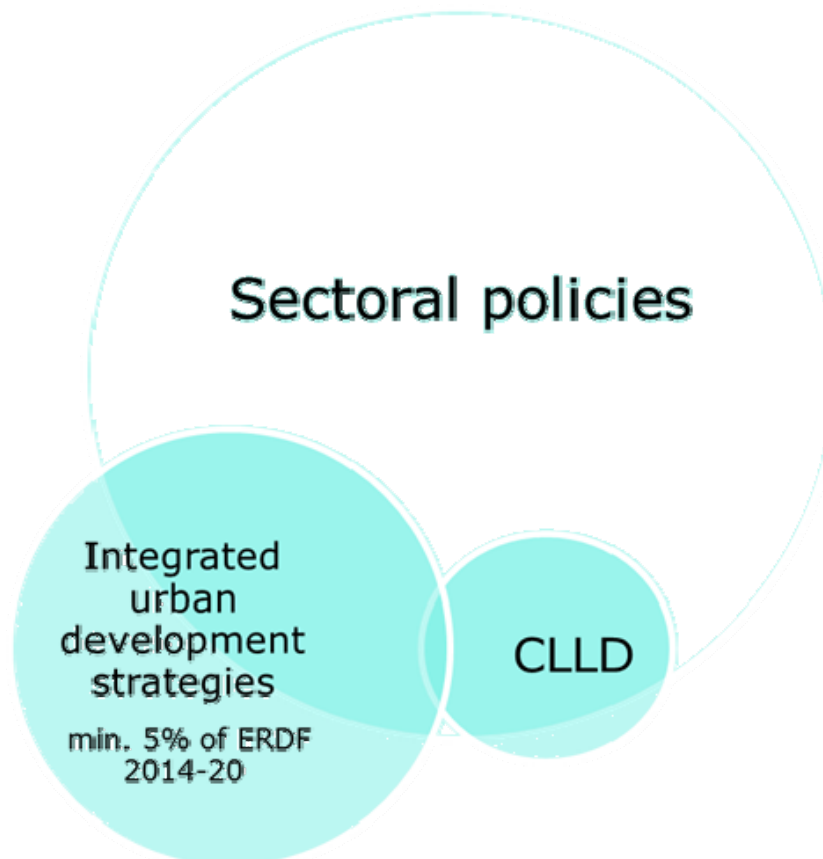 Sectoral policies
Integrated
urban
development
strategies
min. 5% of ERDF
2014-20
CLLD